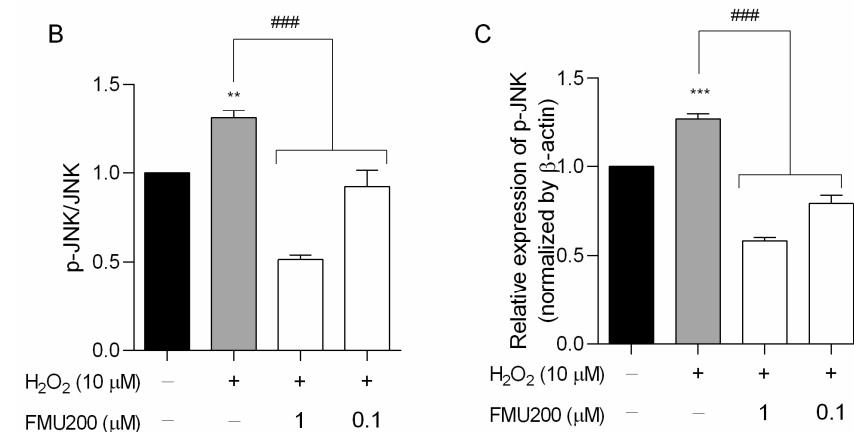 B
###
p-JNK/JNK
1.5
1.0
0.5
0.0
**
H₂O₂ (10 μM) – + + +
FMU200 (μM) – – 1 0.1
C
###
Relative expression of p-JNK
(normalized by β-actin)
1.5
1.0
0.5
0.0
***
H₂O₂ (10 μM) – + + +
FMU200 (μM) – – 1 0.1